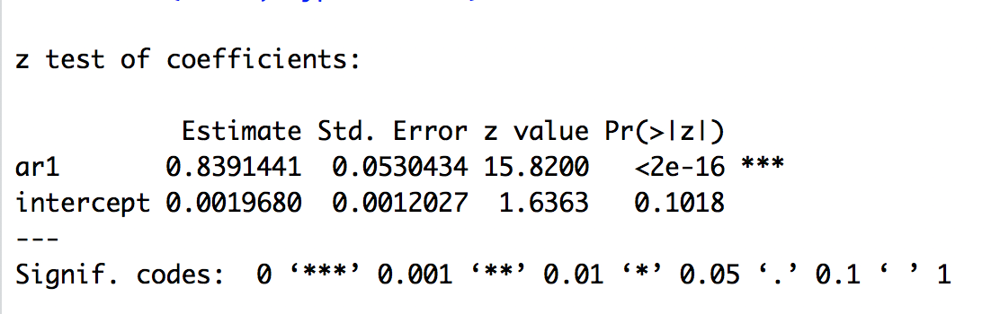 z test of coefficients:
Estimate Std. Error z value Pr(>|z|)
ar1 0.8391441 0.0530434 15.8200 <2e-16 ***
intercept 0.0019680 0.0012027 1.6363 0.1018
---
Signif. codes: 0 ‘***’ 0.001 ‘**’ 0.01 ‘*’ 0.05 ‘.’ 0.1 ‘ ’ 1